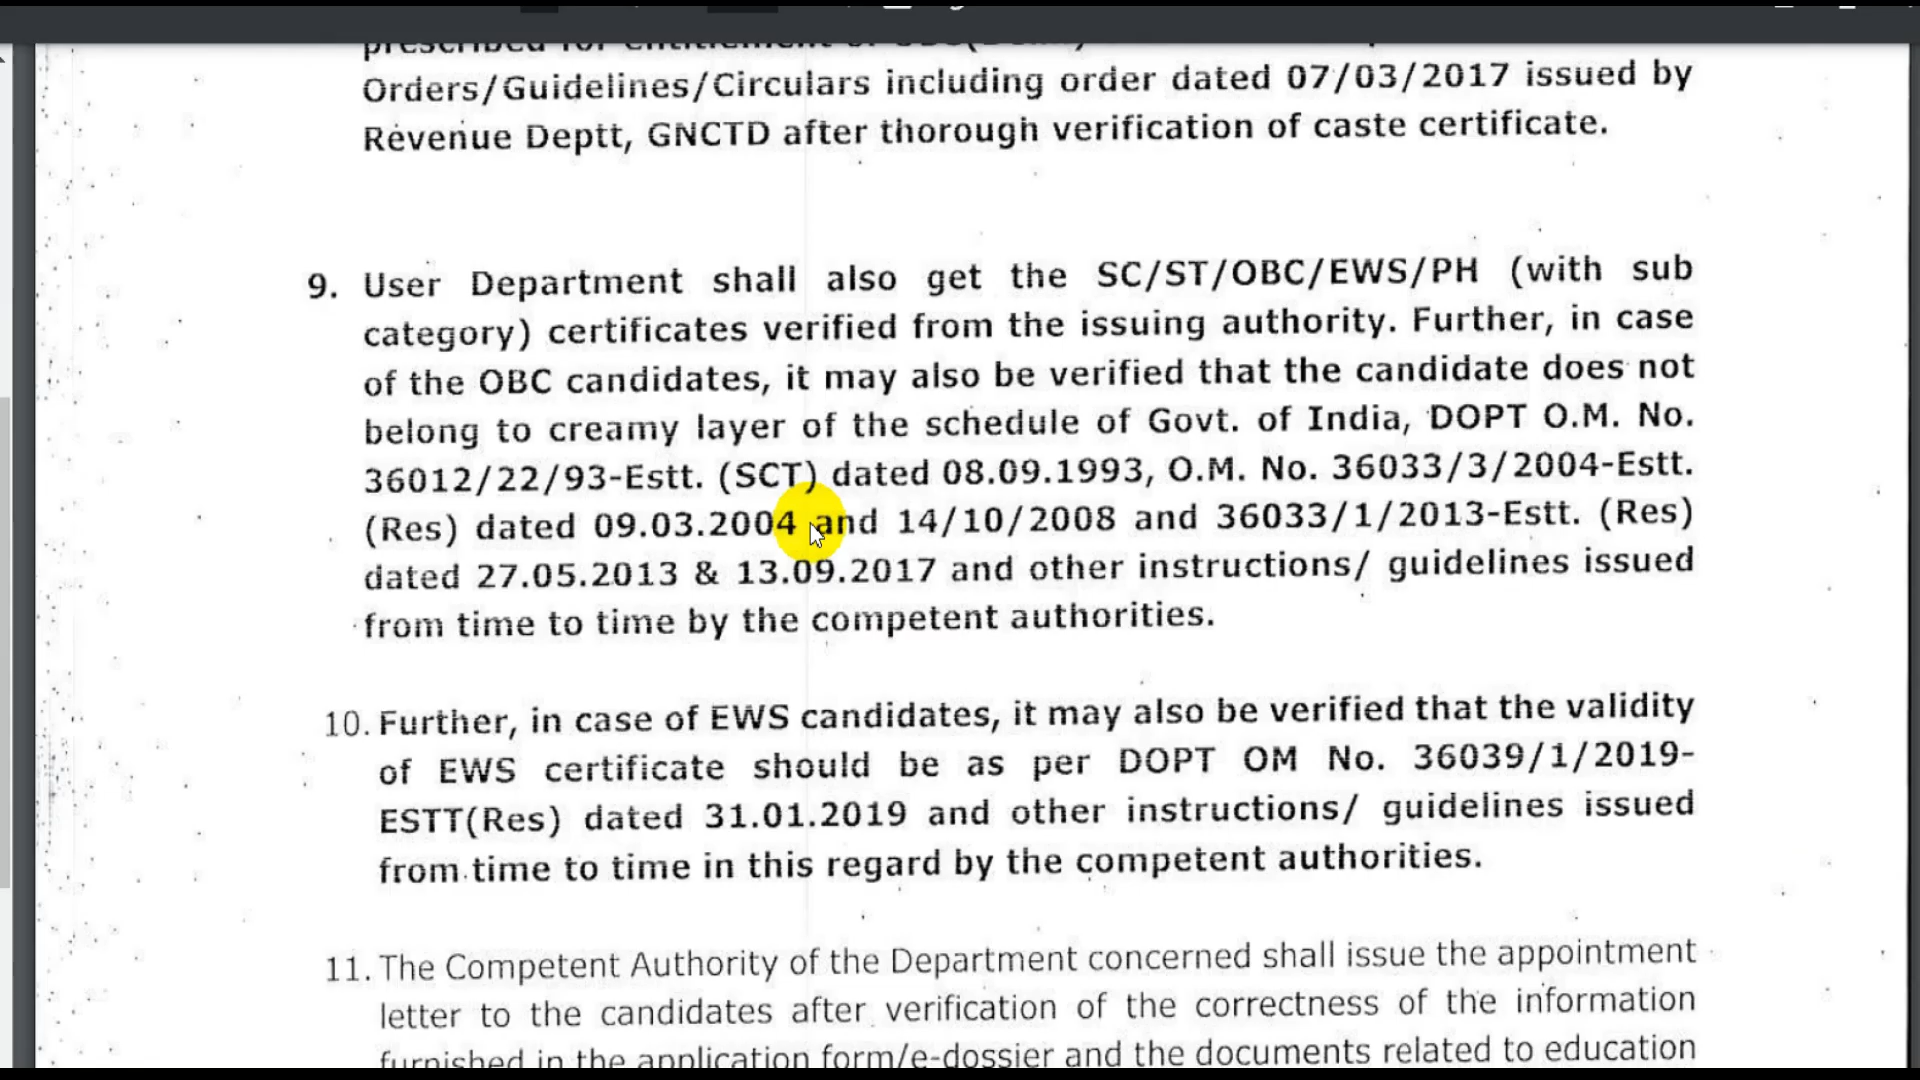 Orders/Guidelines/Circulars including order dated 07/03/2017 issued by
Revenue Deptt, GNCTD after thorough verification of caste certificate.
9. User Department shall also get the SC/ST/OBC/EWS/PH (with sub
category) certificates verified from the issuing authority. Further, in case
of the OBC candidates, it may also be verified that the candidate does not
belong to creamy layer of the schedule of Govt. of India, DOPT O.M. No.
36012/22/93-Estt. (SCT) dated 08.09.1993, O.M. No. 36033/3/2004-Estt.
(Res) dated 09.03.2004 and 14/10/2008 and 36033/1/2013-Estt. (Res)
dated 27.05.2013 & 13.09.2017 and other instructions/ guidelines issued
from time to time by the competent authorities.
10. Further, in case of EWS candidates, it may also be verified that the validity
of EWS certificate should be as per DOPT OM No. 36039/1/2019-
ESTT(Res) dated 31.01.2019 and other instructions/ guidelines issued
from time to time in this regard by the competent authorities.
11. The Competent Authority of the Department concerned shall issue the appointment
letter to the candidates after verification of the correctness of the information
furnished in the application form/e-dossier and the documents related to education